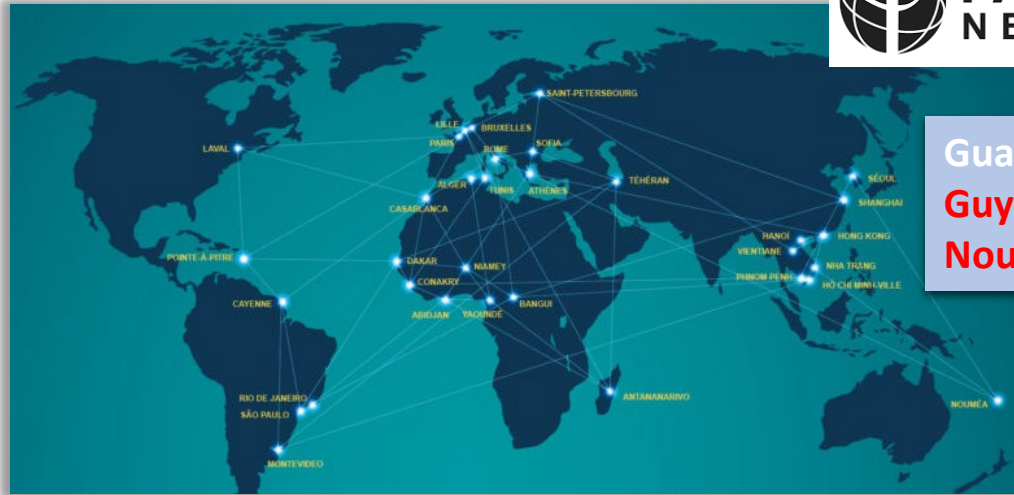 NE
Gua
Guy
Nou
SAINT-PETERSBOURG
LILLE
BRUXELLES
PARIS
ROME
SOFIA
LAVAL
ALGER
TUNIS
ATHÈNES
TÉHÉRAN
SÉOUL
CASABLANCA
SHANGHAI
HANOÏ
HONG KONG
VIENTIANE
POINTE-À-PITRE
DAKAR
NIAMEY
NHA TRANG
PHNOM PENH
HÔ CHI MINH-VILLE
CONAKRY
CAYENNE
ABIDJAN
YAOUNDÉ
BANGUI
RIO DE JANEIRO
SÃO PAULO
ANTANANARIVO
NOUMÉA
MONTEVIDEO